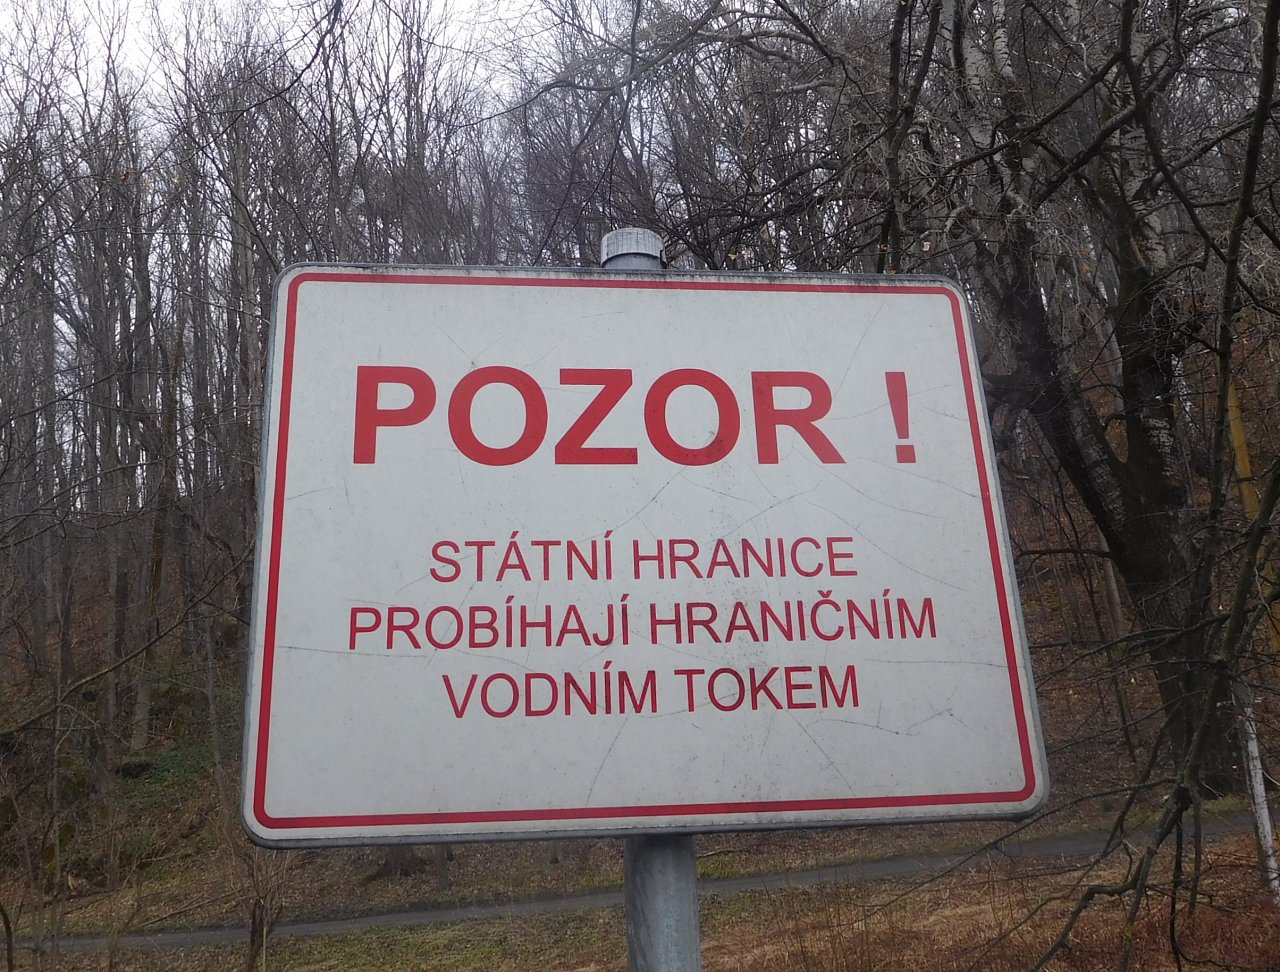 POZOR !
STÁTNÍ HRANICE
PROBÍHAJÍ HRANIČNÍM
VODNÍM TOKEM